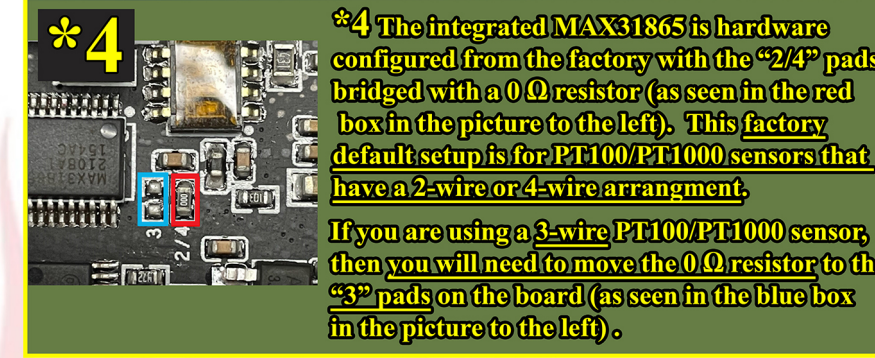 *4
*4 The integrated MAX31865 is hardware
configured from the factory with the “2/4” pads
bridged with a 0 Ω resistor (as seen in the red
box in the picture to the left). This factory
default setup is for PT100/PT1000 sensors that
have a 2-wire or 4-wire arrangment.
If you are using a 3-wire PT100/PT1000 sensor,
then you will need to move the 0 Ω resistor to th
“3” pads on the board (as seen in the blue box
in the picture to the left) .
154AC
000
3
2/4